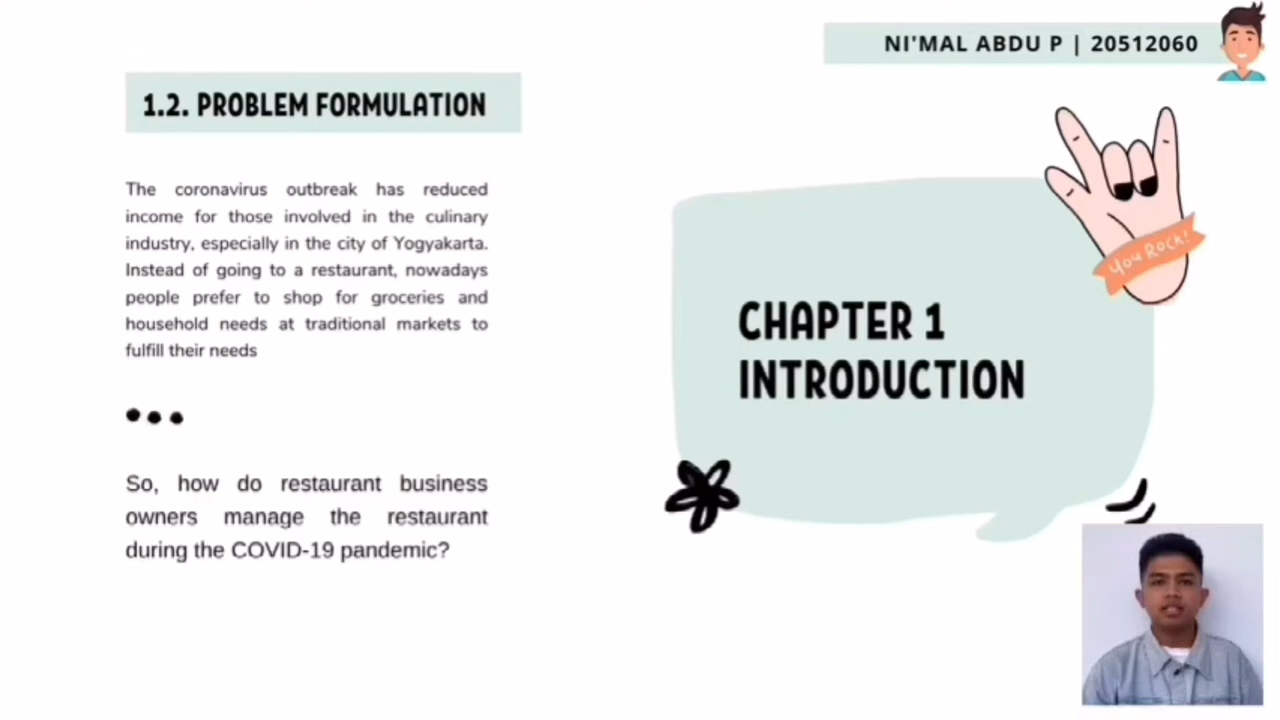 NI'MAL ABDU P | 20512060
1.2. PROBLEM FORMULATION
The coronavirus outbreak has reduced
income for those involved in the culinary
industry, especially in the city of Yogyakarta.
Instead of going to a restaurant, nowadays
people prefer to shop for groceries and
household needs at traditional markets to
fulfill their needs
So, how do restaurant business
owners manage the restaurant
during the COVID-19 pandemic?
YOU ROCK!
CHAPTER 1
INTRODUCTION